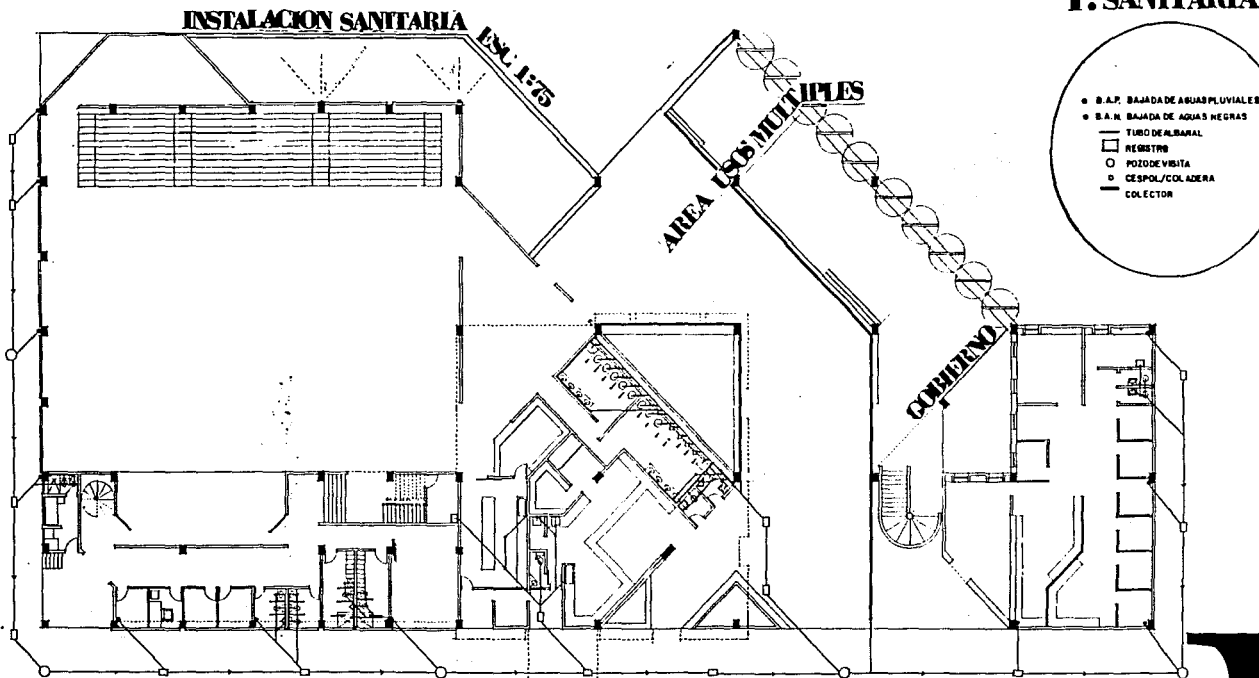 INSTALACION SANITARIA
ESC 1:75
I. SANITARIA
B.A.P. BAJADA DE AGUAS PLUVIALES
B.A.N. BAJADA DE AGUAS NEGRAS
TUBO DE ALBAÑAL
REGISTRO
POZO DE VISITA
CESPOL/COLADERA
COLECTOR
AREA USOS MULTIPLES
GOBIERNO